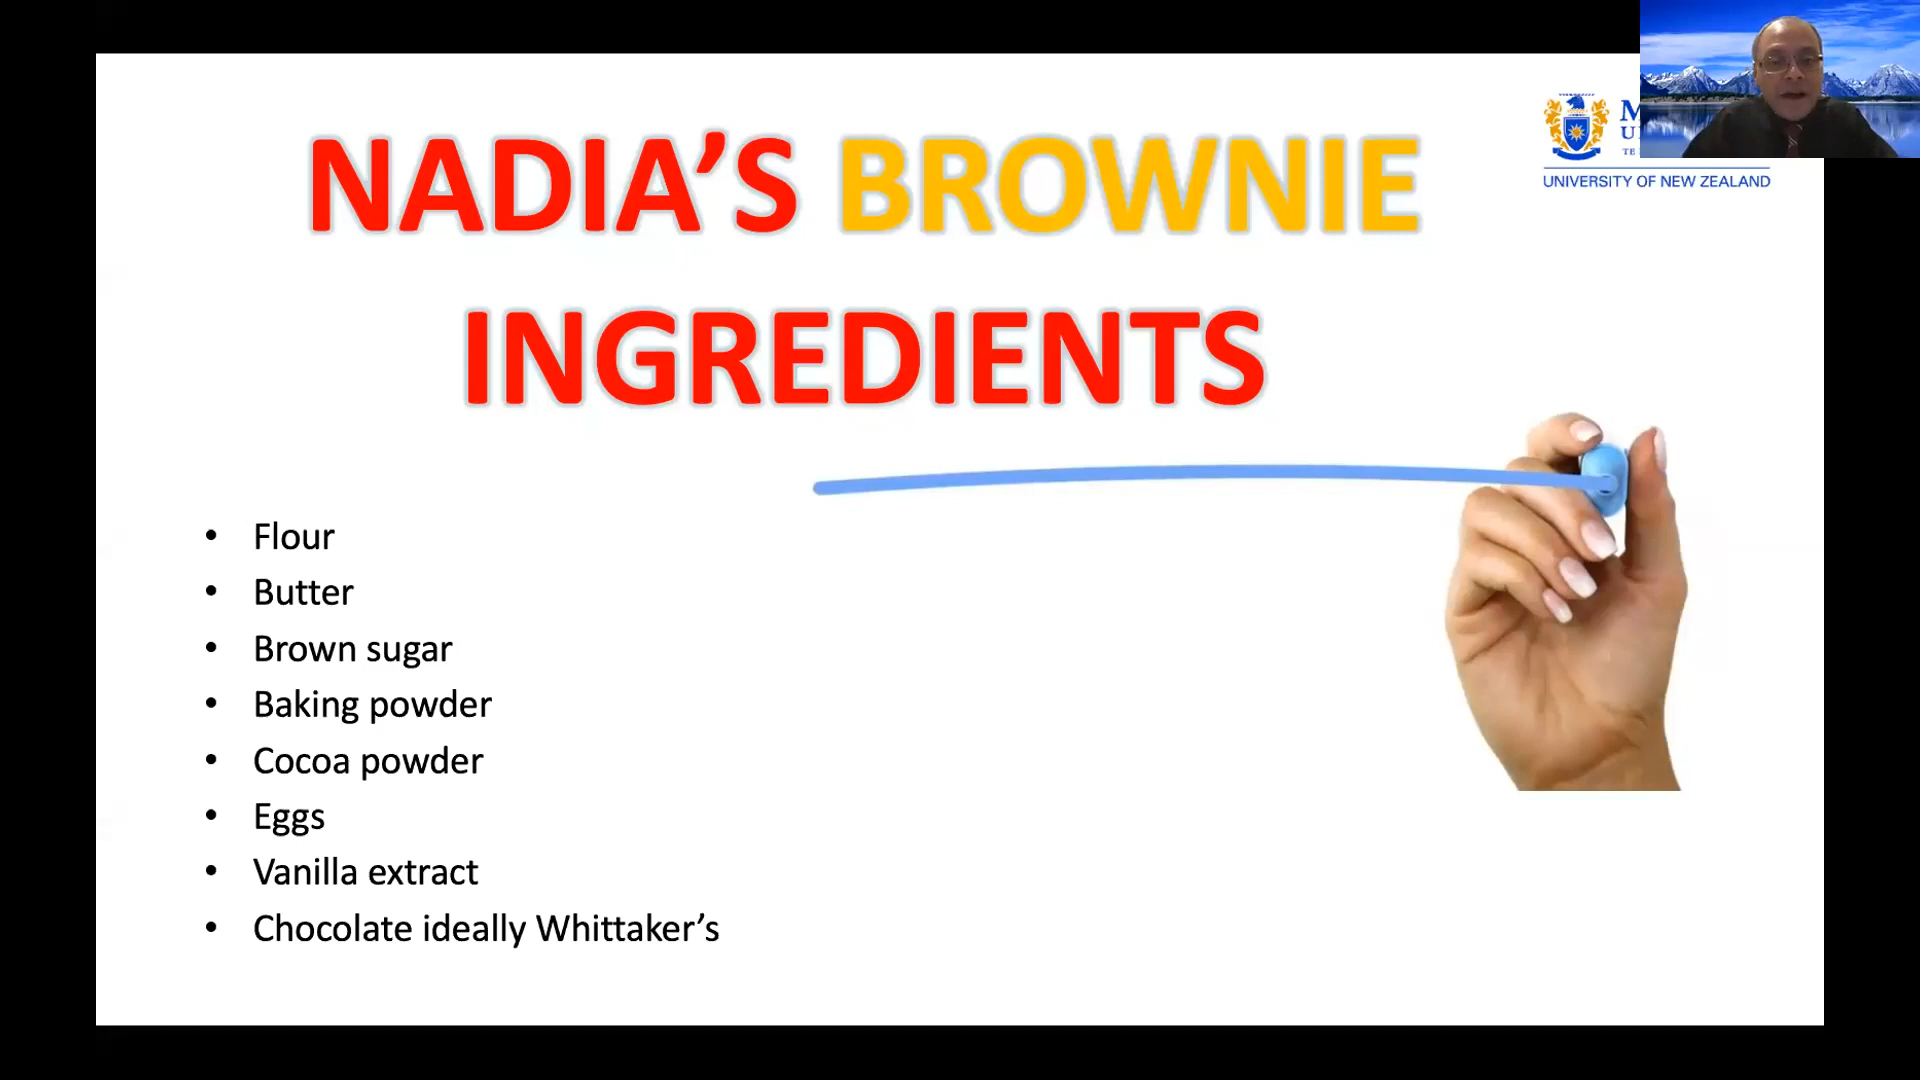 NADIA’S BROWNIE
INGREDIENTS
UNIVERSITY OF NEW ZEALAND
• Flour
• Butter
• Brown sugar
• Baking powder
• Cocoa powder
• Eggs
• Vanilla extract
• Chocolate ideally Whittaker’s